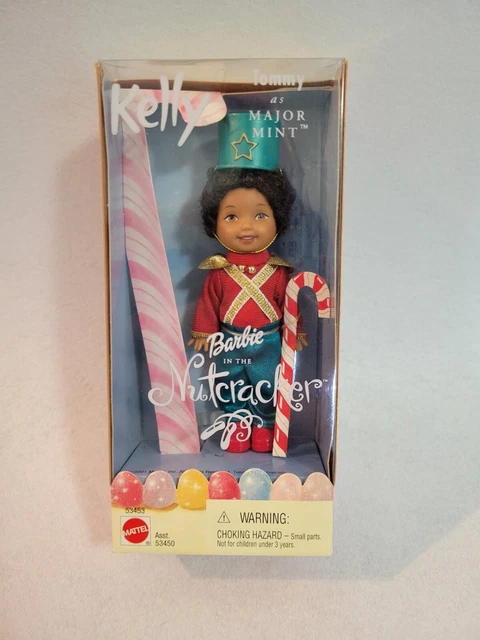 Kelly
Tommy
as
MAJOR
MINT™
Barbie
IN THE
Nutcracker™
53453
MATTEL
Asst.
53450
WARNING:
CHOKING HAZARD – Small parts.
Not for children under 3 years.